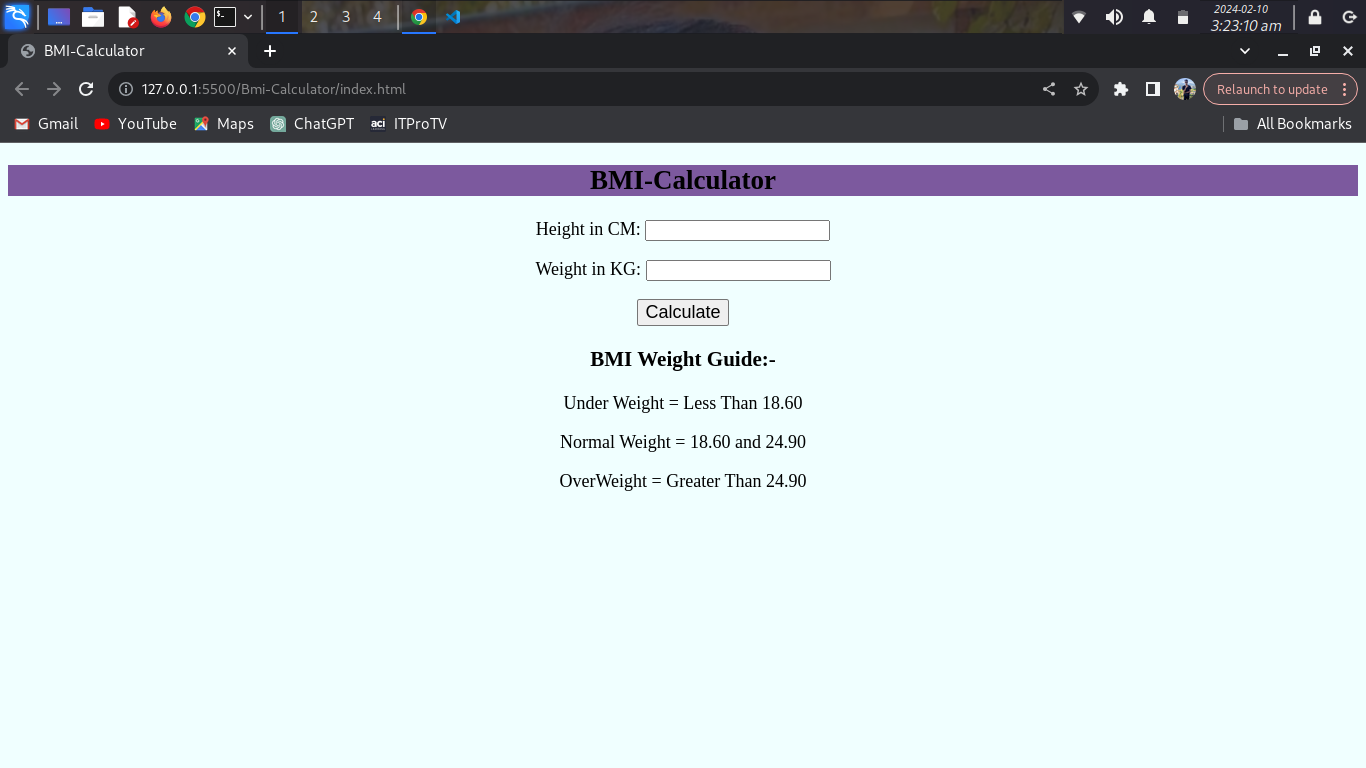 1 2 3 4
2024-02-10
3:23:10 am
BMI-Calculator
127.0.0.1:5500/Bmi-Calculator/index.html
Relaunch to update
Gmail YouTube Maps ChatGPT aci ITProTV All Bookmarks
BMI-Calculator
Height in CM:
Weight in KG:
Calculate
BMI Weight Guide:-
Under Weight = Less Than 18.60
Normal Weight = 18.60 and 24.90
OverWeight = Greater Than 24.90